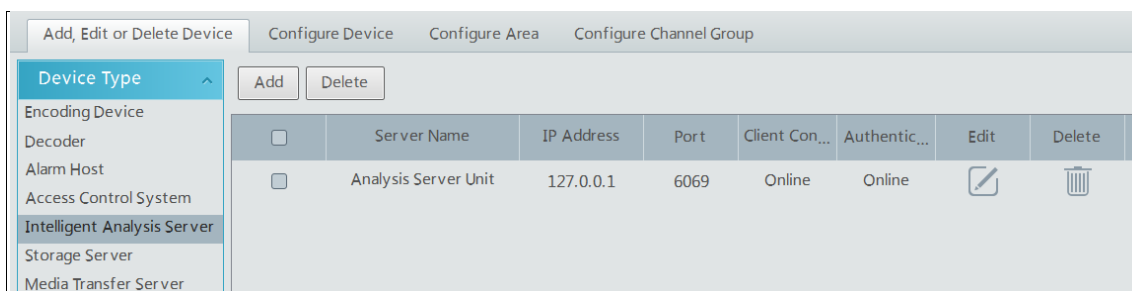 Add, Edit or Delete Device Configure Device Configure Area Configure Channel Group
Device Type
Add Delete
Encoding Device
Decoder
Alarm Host
Access Control System
Intelligent Analysis Server
Storage Server
Media Transfer Server
Server Name IP Address Port Client Con... Authentic... Edit Delete
Analysis Server Unit 127.0.0.1 6069 Online Online